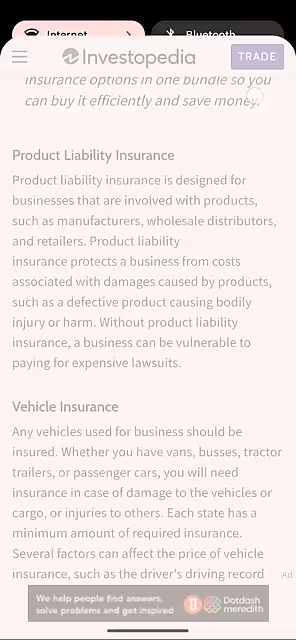 Internet
Bluetooth
Investopedia
TRADE
insurance options in one bundle so you
can buy it efficiently and save money.
Product Liability Insurance
Product liability insurance is designed for
businesses that are involved with products,
such as manufacturers, wholesale distributors,
and retailers. Product liability
insurance protects a business from costs
associated with damages caused by products,
such as a defective product causing bodily
injury or harm. Without product liability
insurance, a business can be vulnerable to
paying for expensive lawsuits.
Vehicle Insurance
Any vehicles used for business should be
insured. Whether you have vans, busses, tractor
trailers, or passenger cars, you will need
insurance in case of damage to the vehicles or
cargo, or injuries to others. Each state has a
minimum amount of required insurance.
Several factors can affect the price of vehicle
insurance, such as the driver's driving record
Ad
We help people find answers,
solve problems and get inspired
D
Dotdash
meredith